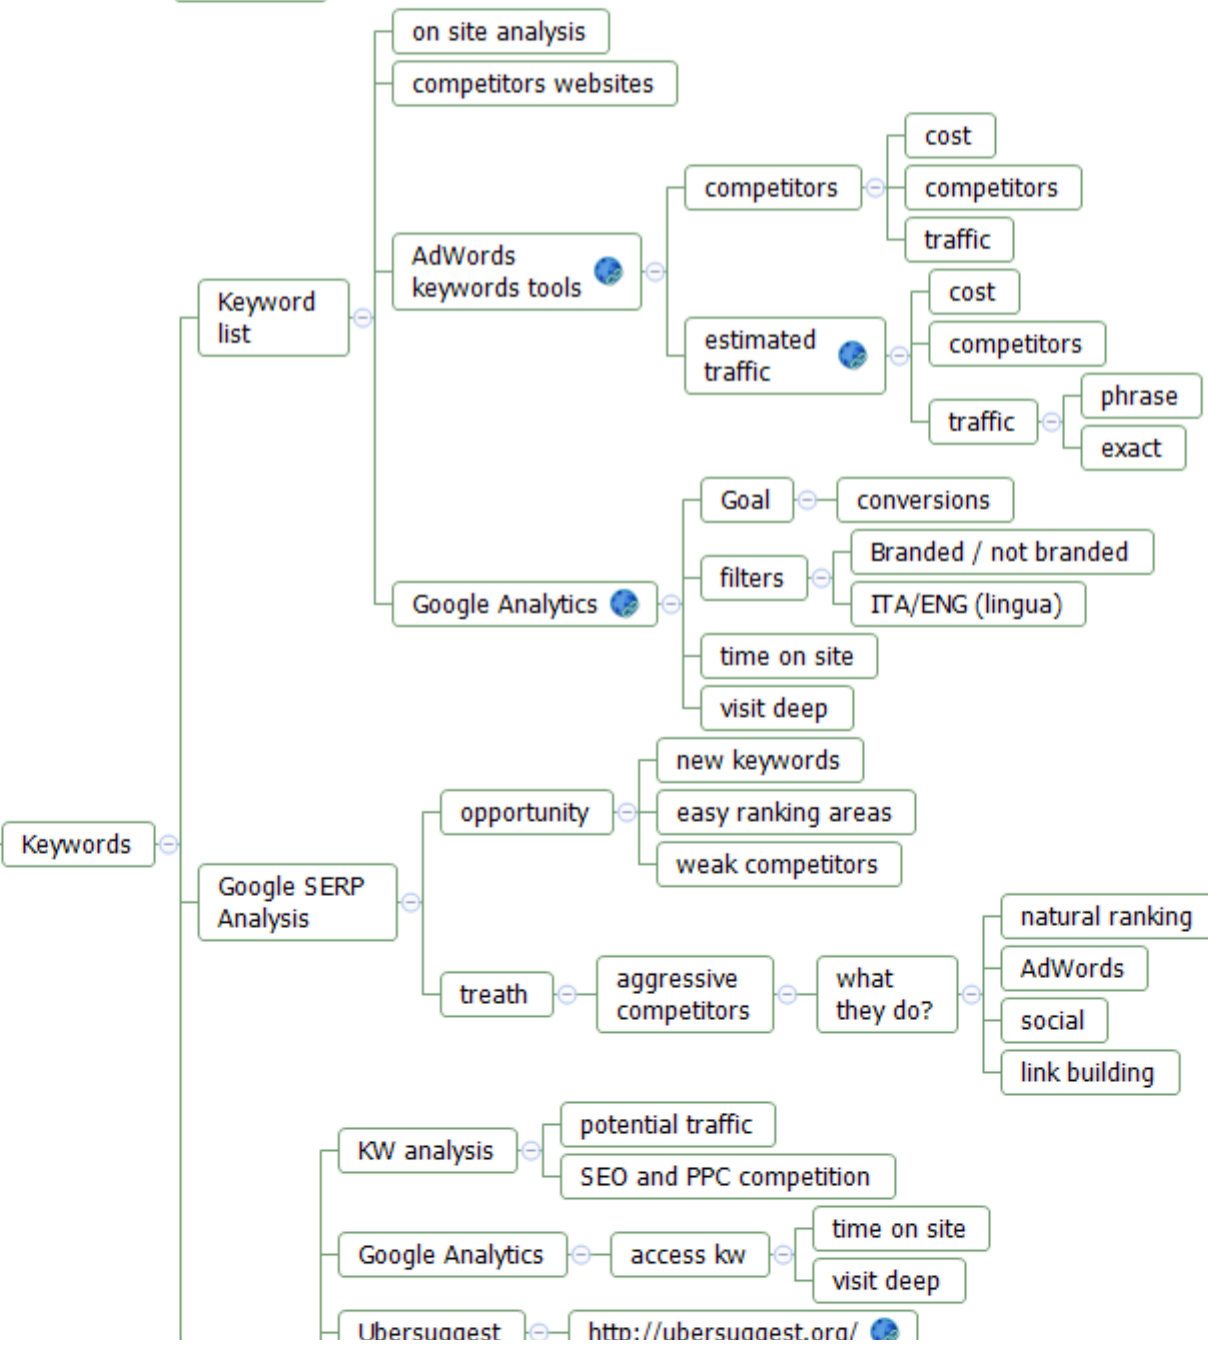 on site analysis
competitors websites
cost
competitors
competitors
traffic
AdWords
keywords tools
cost
Keyword
list
estimated
traffic
competitors
phrase
traffic
exact
Goal
conversions
Branded / not branded
filters
Google Analytics
ITA/ENG (lingua)
time on site
visit deep
new keywords
opportunity
easy ranking areas
Keywords
weak competitors
Google SERP
Analysis
natural ranking
AdWords
treath
aggressive
competitors
what
they do?
social
link building
potential traffic
KW analysis
SEO and PPC competition
time on site
Google Analytics
access kw
visit deep
Ubersuggest
http://ubersuggest.org/